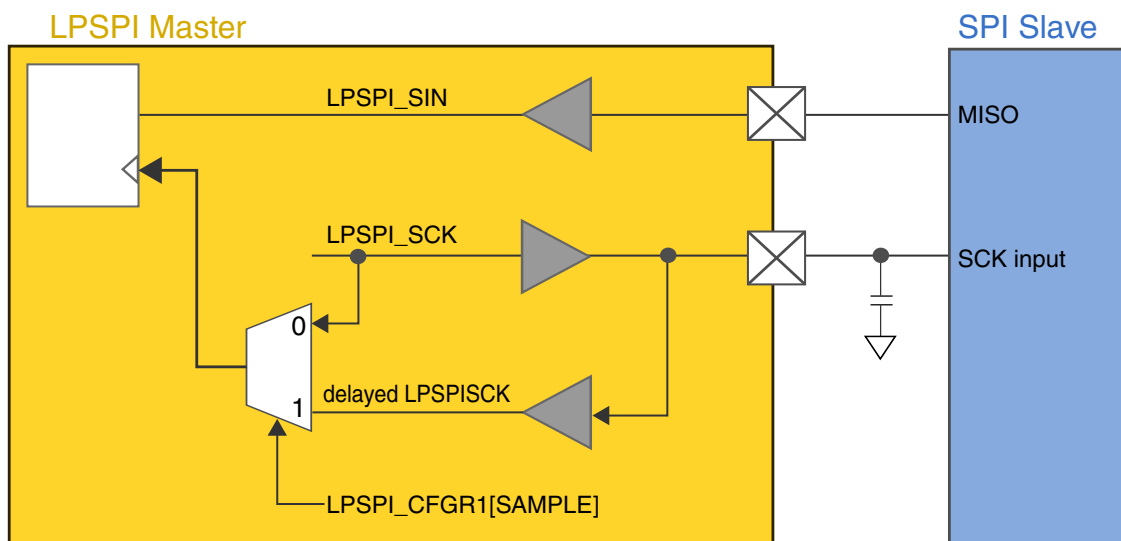 LPSPI Master
SPI Slave
LPSPI_SIN
MISO
LPSPI_SCK
SCK input
0
delayed LPSPISCK
1
LPSPI_CFGR1[SAMPLE]